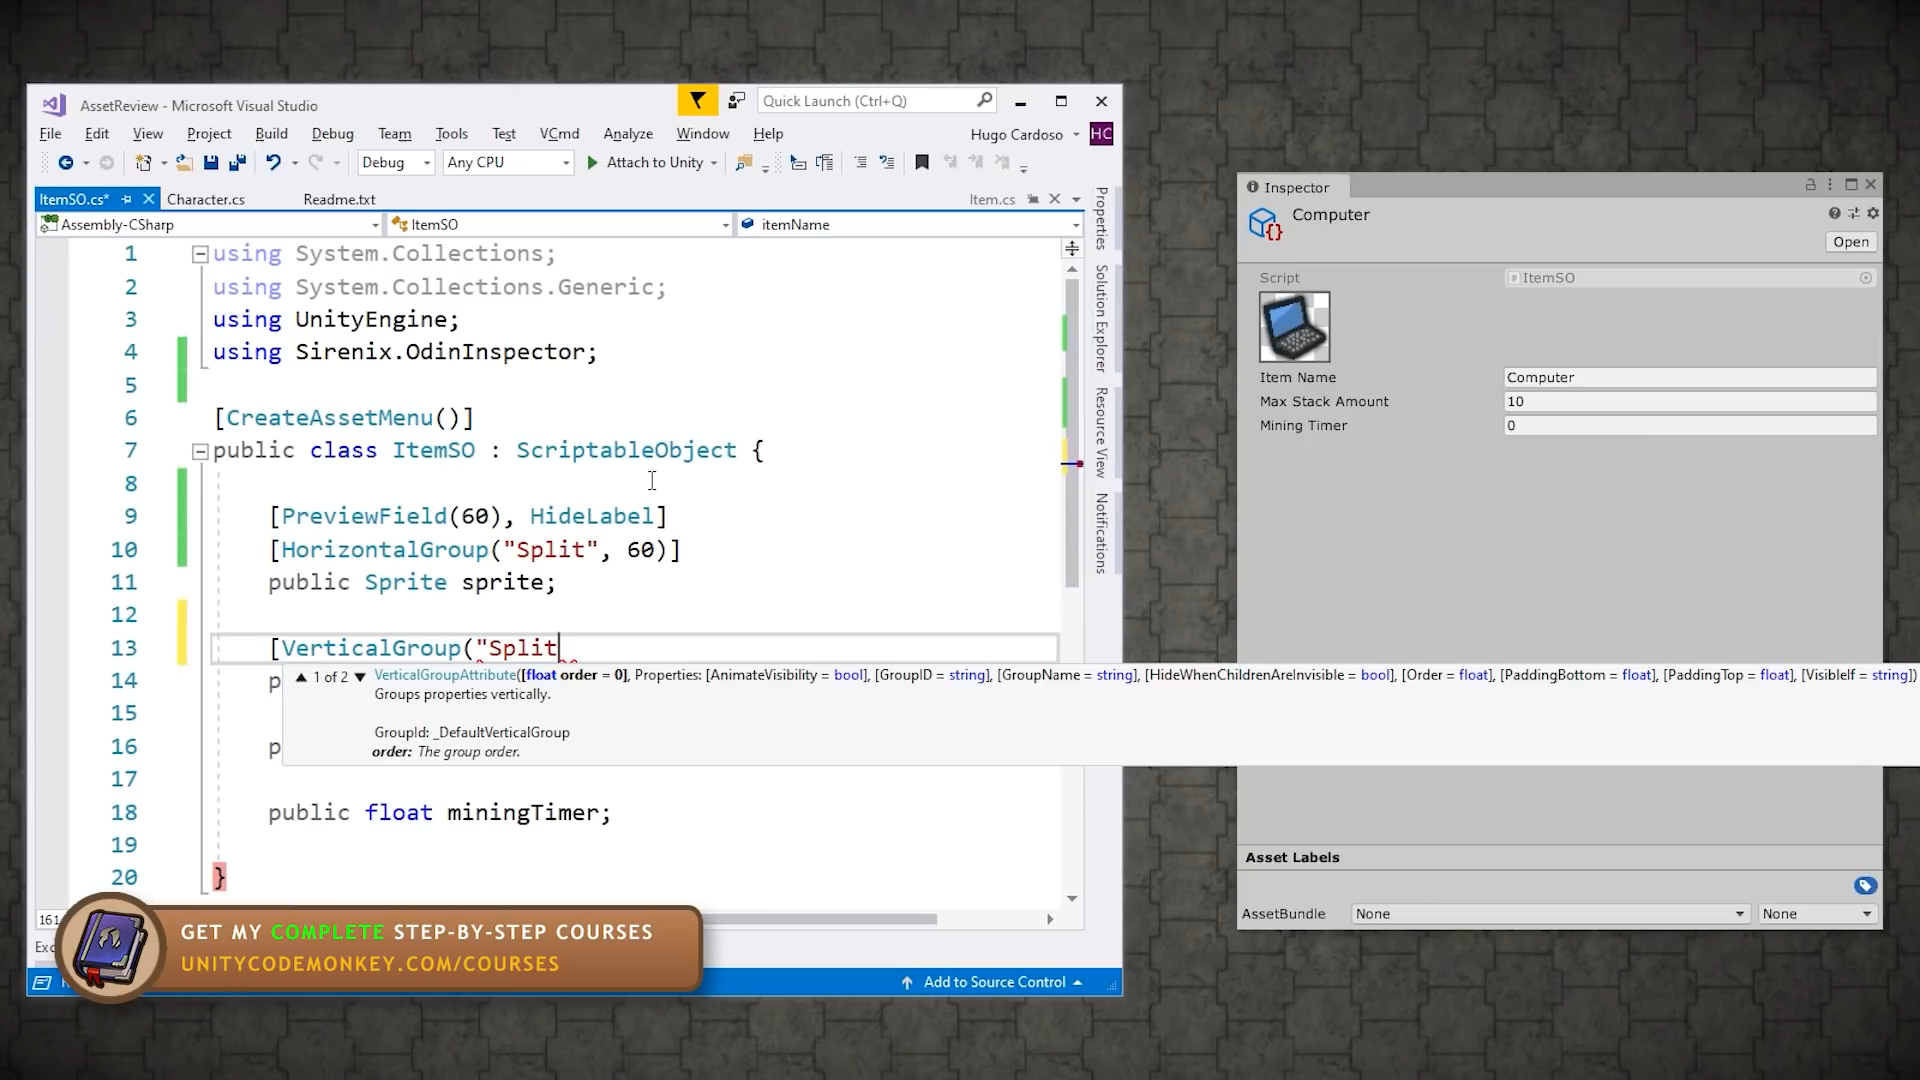 AssetReview - Microsoft Visual Studio
Quick Launch (Ctrl+Q)
File Edit View Project Build Debug Team Tools Test VCmd Analyze Window Help
Hugo Cardoso HC
Debug Any CPU Attach to Unity
ItemSO.cs* Character.cs Readme.txt Item.cs
Assembly-CSharp ItemSO itemName
1 using System.Collections;
2 using System.Collections.Generic;
3 using UnityEngine;
4 using Sirenix.OdinInspector;
5
6 [CreateAssetMenu()]
7 public class ItemSO : ScriptableObject {
8
9 [PreviewField(60), HideLabel]
10 [HorizontalGroup("Split", 60)]
11 public Sprite sprite;
12
13 [VerticalGroup("Split
1 of 2 VerticalGroupAttribute([float order = 0], Properties: [AnimateVisibility = bool], [GroupID = string], [GroupName = string], [HideWhenChildrenAreInvisible = bool], [Order = float], [PaddingBottom = float], [PaddingTop = float], [VisibleIf = string])
Groups properties vertically.
GroupId: _DefaultVerticalGroup
order: The group order.
14 p
15
16 p
17
18 public float miningTimer;
19
20 }
161
Properties
Solution Explorer
Resource View
Notifications
Add to Source Control
GET MY COMPLETE STEP-BY-STEP COURSES
UNITYCODEMONKEY.COM/COURSES
Inspector
Computer
Open
Script ItemSO
Item Name Computer
Max Stack Amount 10
Mining Timer 0
Asset Labels
AssetBundle None None